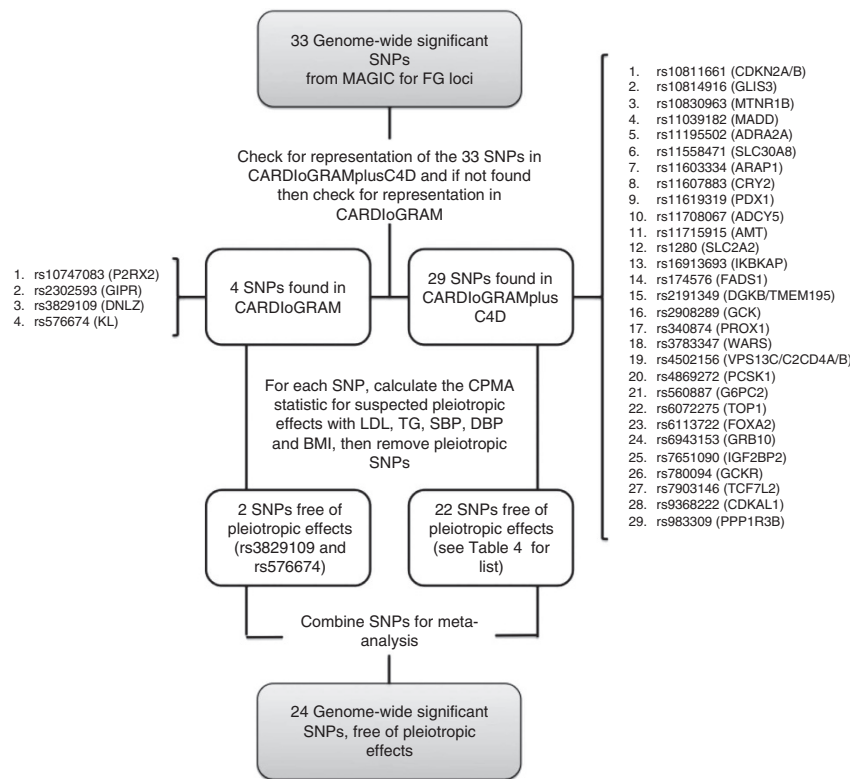 33 Genome-wide significant
SNPs
from MAGIC for FG loci
Check for representation of the 33 SNPs in
CARDIoGRAMplusC4D and if not found
then check for representation in
CARDIoGRAM
1. rs10747083 (P2RX2)
2. rs2302593 (GIPR)
3. rs3829109 (DNLZ)
4. rs576674 (KL)
4 SNPs found in
CARDIoGRAM
29 SNPs found in
CARDIoGRAMplus
C4D
1. rs10811661 (CDKN2A/B)
2. rs10814916 (GLIS3)
3. rs10830963 (MTNR1B)
4. rs11039182 (MADD)
5. rs11195502 (ADRA2A)
6. rs11558471 (SLC30A8)
7. rs11603334 (ARAP1)
8. rs11607883 (CRY2)
9. rs11619319 (PDX1)
10. rs11708067 (ADCY5)
11. rs11715915 (AMT)
12. rs1280 (SLC2A2)
13. rs16913693 (IKBKAP)
14. rs174576 (FADS1)
15. rs2191349 (DGKB/TMEM195)
16. rs2908289 (GCK)
17. rs340874 (PROX1)
18. rs3783347 (WARS)
19. rs4502156 (VPS13C/C2CD4A/B)
20. rs4869272 (PCSK1)
21. rs560887 (G6PC2)
22. rs6072275 (TOP1)
23. rs6113722 (FOXA2)
24. rs6943153 (GRB10)
25. rs7651090 (IGF2BP2)
26. rs780094 (GCKR)
27. rs7903146 (TCF7L2)
28. rs9368222 (CDKAL1)
29. rs983309 (PPP1R3B)
For each SNP, calculate the CPMA
statistic for suspected pleiotropic
effects with LDL, TG, SBP, DBP
and BMI, then remove pleiotropic
SNPs
2 SNPs free of
pleiotropic effects
(rs3829109 and
rs576674)
22 SNPs free of
pleiotropic effects
(see Table 4 for
list)
Combine SNPs for meta-
analysis
24 Genome-wide significant
SNPs, free of pleiotropic
effects